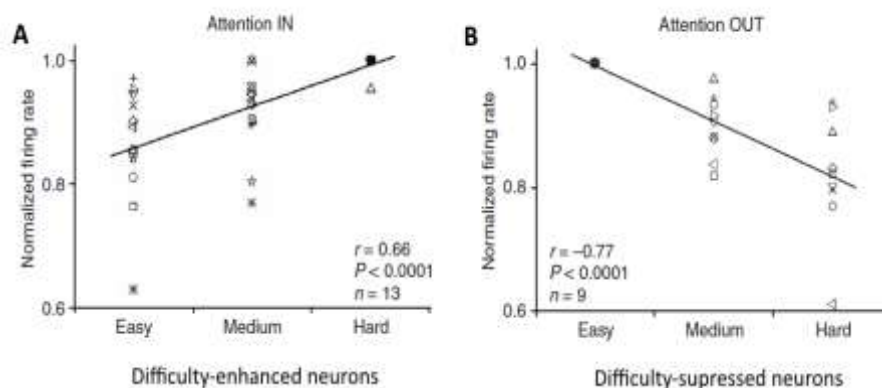 A
Attention IN
Normalized firing rate
1.0
0.8
0.6
r = 0.66
P < 0.0001
n = 13
Easy Medium Hard
Difficulty-enhanced neurons
B
Attention OUT
Normalized firing rate
1.0
0.8
0.6
r = –0.77
P < 0.0001
n = 9
Easy Medium Hard
Difficulty-supressed neurons